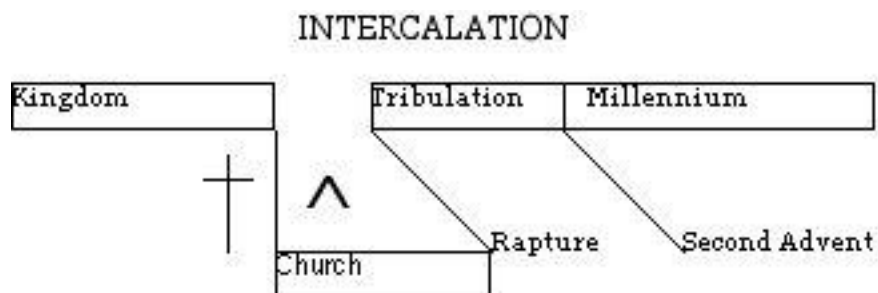 INTERCALATION
Kingdom Tribulation Millennium
Rapture Second Advent
Church